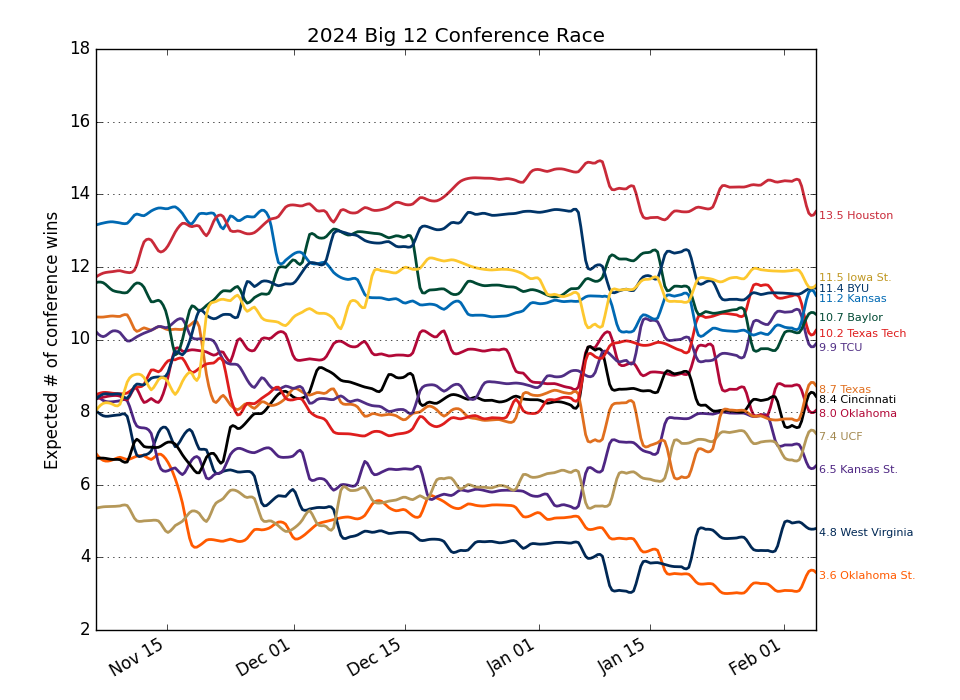 2024 Big 12 Conference Race
Expected # of conference wins
18
16
14
12
10
8
6
4
2
13.5 Houston
11.5 Iowa St.
11.4 BYU
11.2 Kansas
10.7 Baylor
10.2 Texas Tech
9.9 TCU
8.7 Texas
8.4 Cincinnati
8.0 Oklahoma
7.4 UCF
6.5 Kansas St.
4.8 West Virginia
3.6 Oklahoma St.
Nov 15
Dec 01
Dec 15
Jan 01
Jan 15
Feb 01